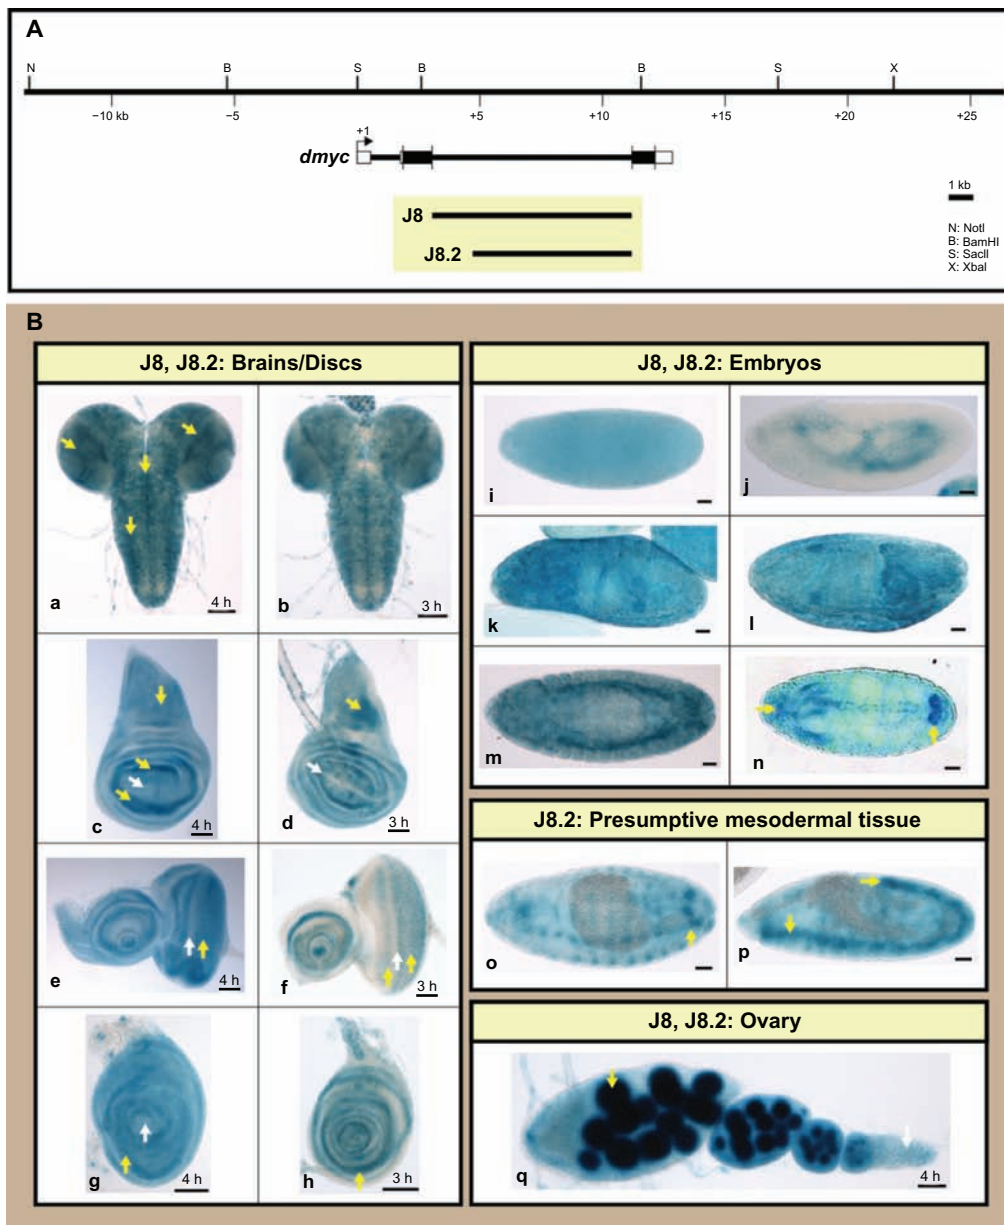 A
N B S B B S X
−10 kb −5 +5 +10 +15 +20 +25
+1
dmyc
1 kb
J8
J8.2
N: NotI
B: BamHI
S: SacII
X: XbaI
B
J8, J8.2: Brains/Discs
a 4 h
b 3 h
c 4 h
d 3 h
e 4 h
f 3 h
g 4 h
h 3 h
J8, J8.2: Embryos
i
j
k
l
m
n
J8.2: Presumptive mesodermal tissue
o
p
J8, J8.2: Ovary
q 4 h